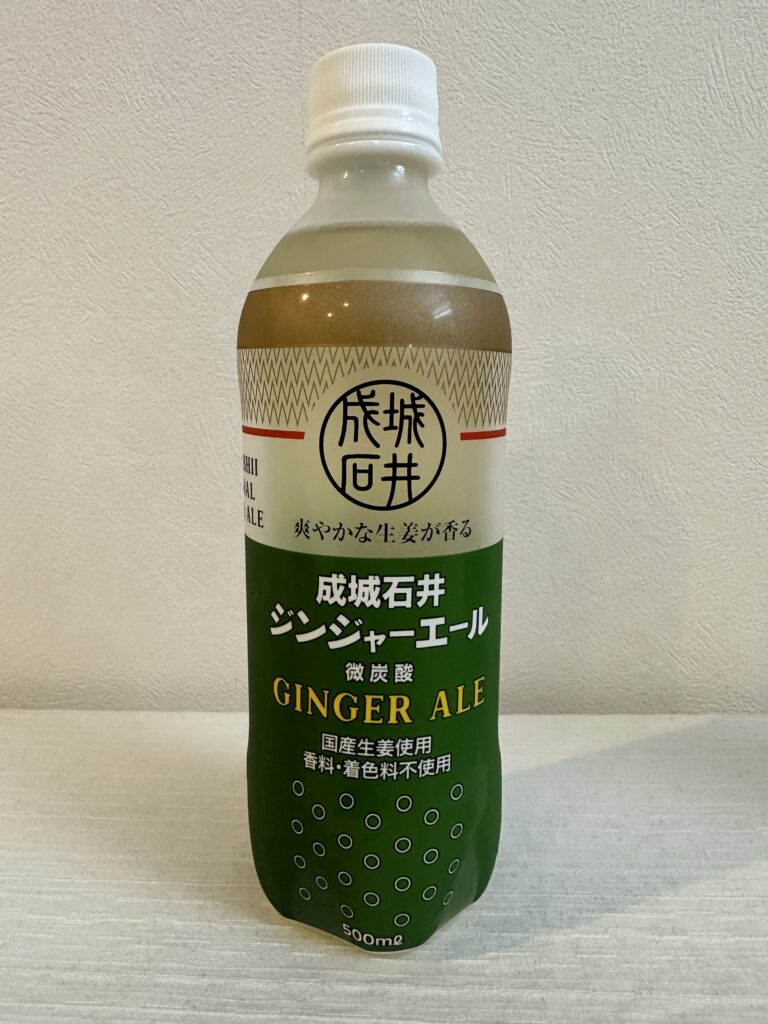 成城
石井
爽やかな生姜が香る
ALE
成城石井
ジンジャーエール
微炭酸
GINGER ALE
国産生姜使用
香料・着色料不使用
500ml